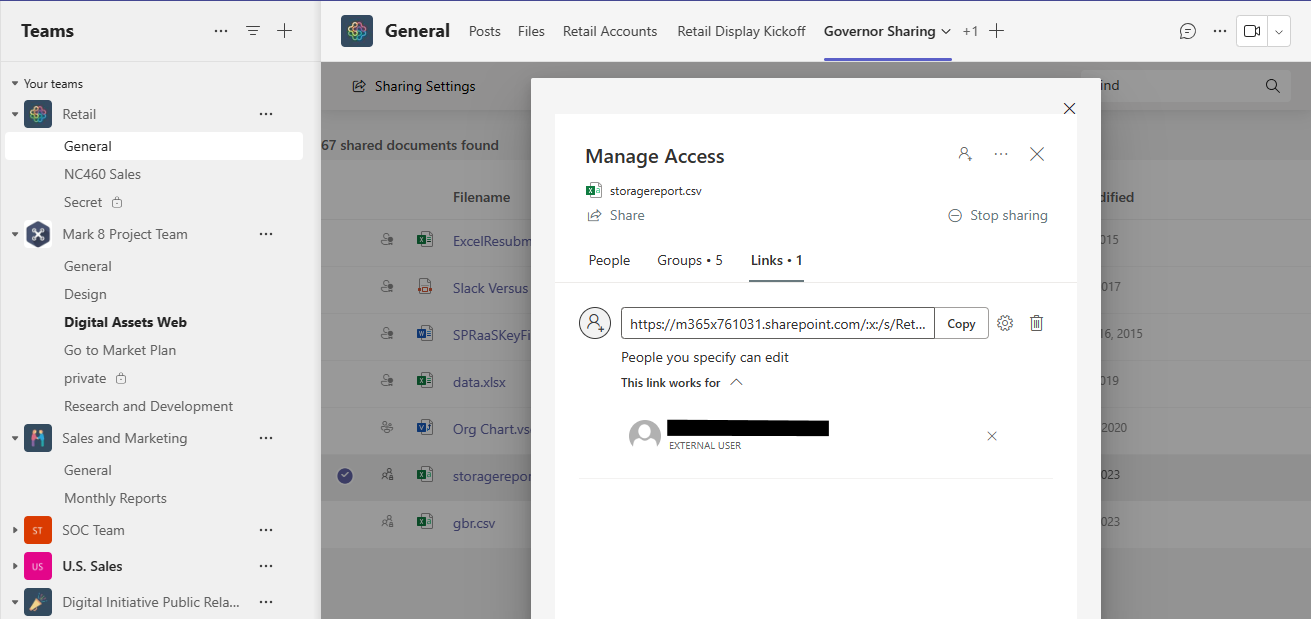 Teams
General
Posts
Files
Retail Accounts
Retail Display Kickoff
Governor Sharing
+1
Your teams
Retail
General
NC460 Sales
Secret
Mark 8 Project Team
General
Design
Digital Assets Web
Go to Market Plan
private
Research and Development
Sales and Marketing
General
Monthly Reports
ST
SOC Team
US
U.S. Sales
Digital Initiative Public Rela...
Sharing Settings
ind
67 shared documents found
Filename
dified
ExcelResubm
015
Slack Versus
017
SPRaaSKeyFi
16, 2015
data.xlsx
019
Org Chart.vs
2020
storagerepor
023
gbr.csv
023
Manage Access
storagereport.csv
Share
Stop sharing
People
Groups • 5
Links • 1
https://m365x761031.sharepoint.com/:x:/s/Ret...
Copy
People you specify can edit
This link works for
EXTERNAL USER